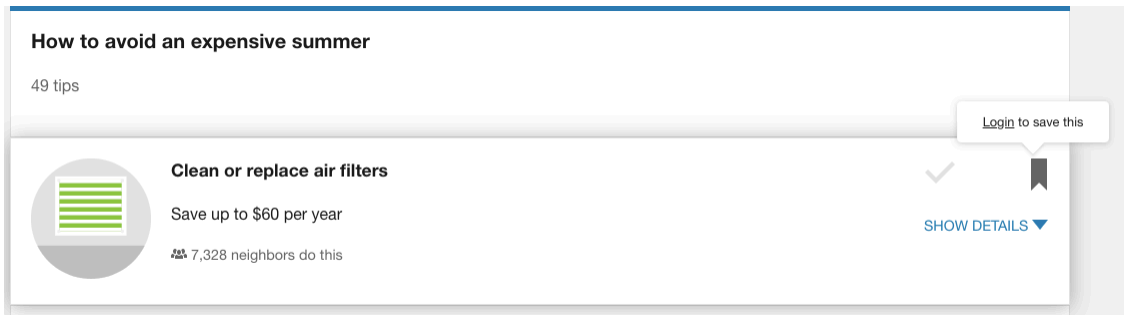 How to avoid an expensive summer
49 tips
Login to save this
Clean or replace air filters
Save up to $60 per year
SHOW DETAILS
7,328 neighbors do this